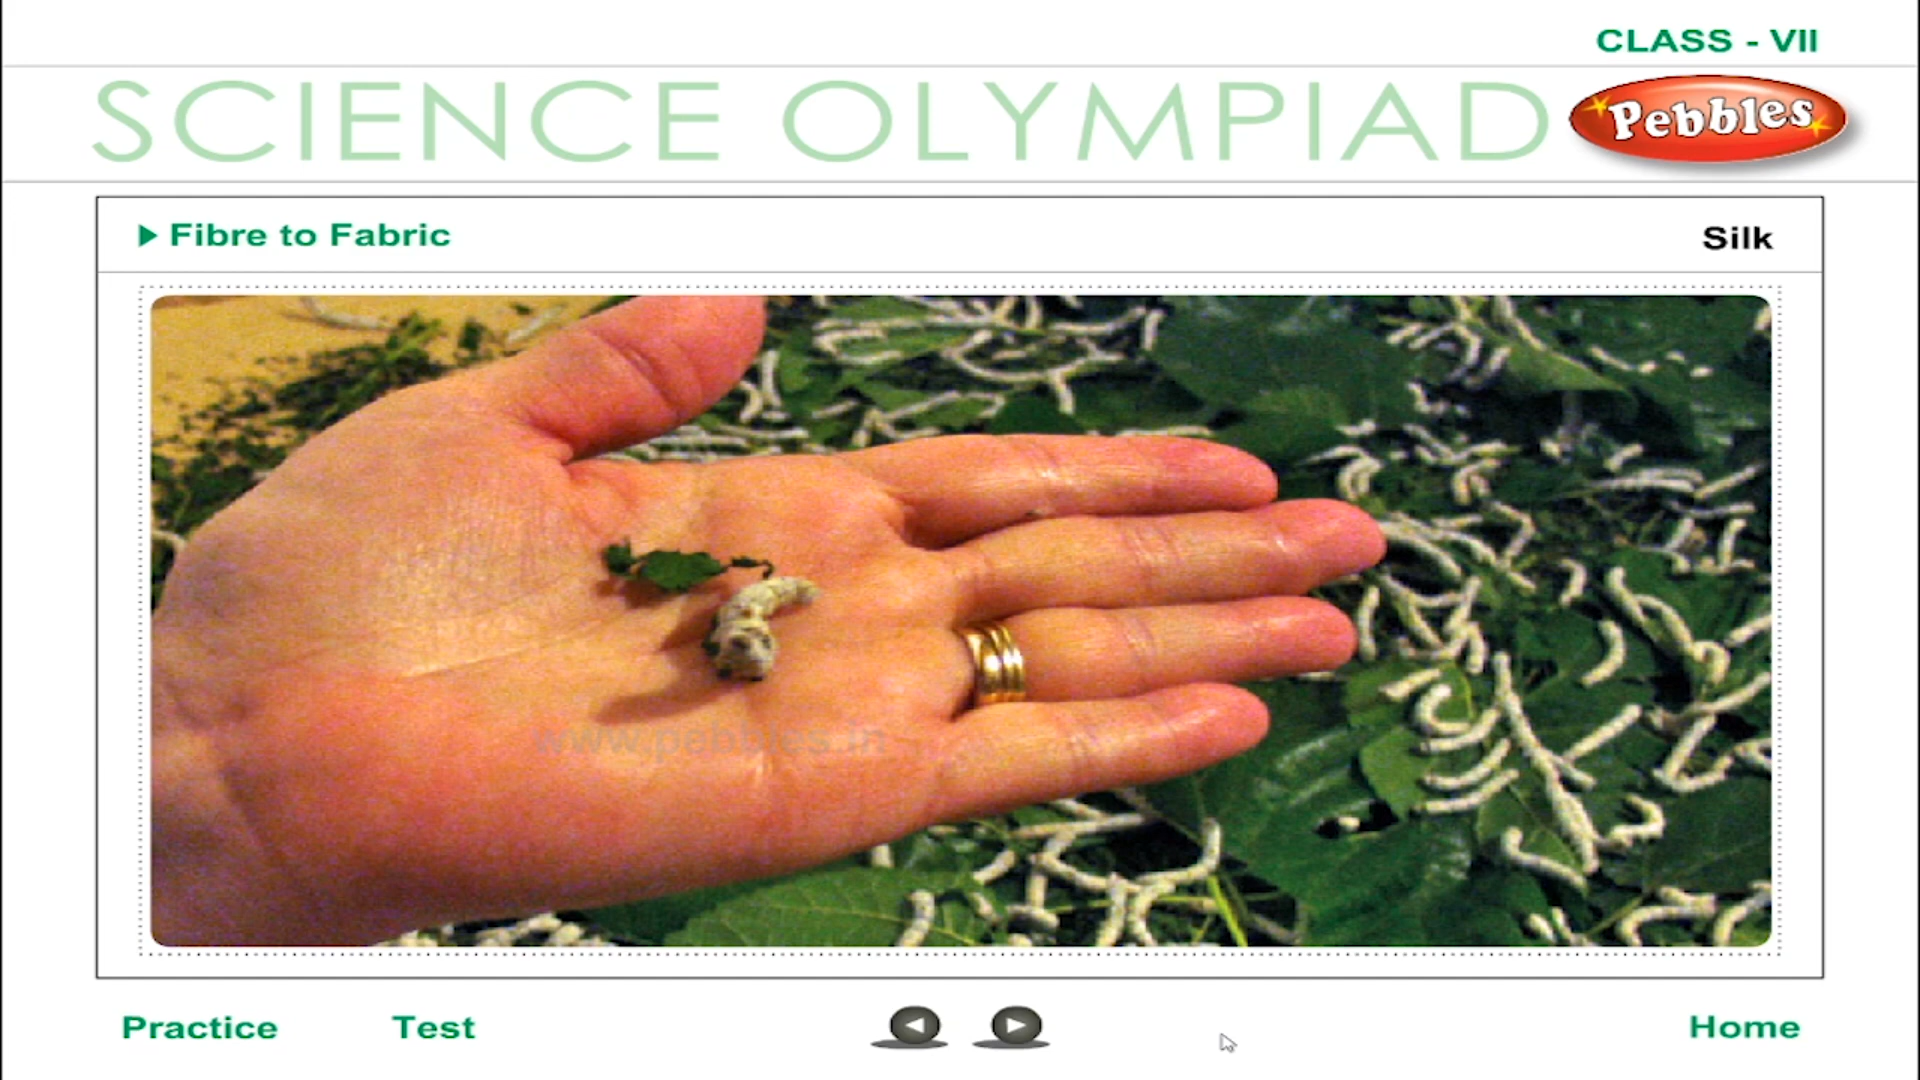 CLASS - VII
SCIENCE OLYMPIAD
Pebbles
Fibre to Fabric
Silk
www.pebbles.in
Practice
Test
Home